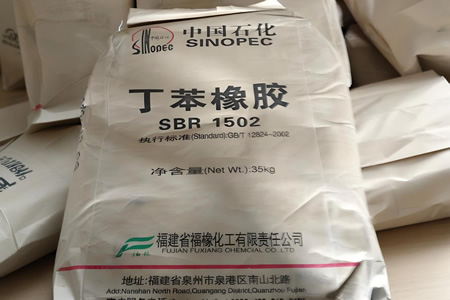 中国石化
SINOPEC
SINOPEC
丁苯橡胶
SBR 1502
执行标准(Standard):GB/T 12824-2002
净含量(Net Wt.):35kg
福建省福橡化工有限责任公司
FUJIAN FUXIANG CHEMCIAL CO.,LTD
地址:福建省泉州市泉港区南山北路
Add:Nanshan North Road,Quangang District,Quanzhou Fujian